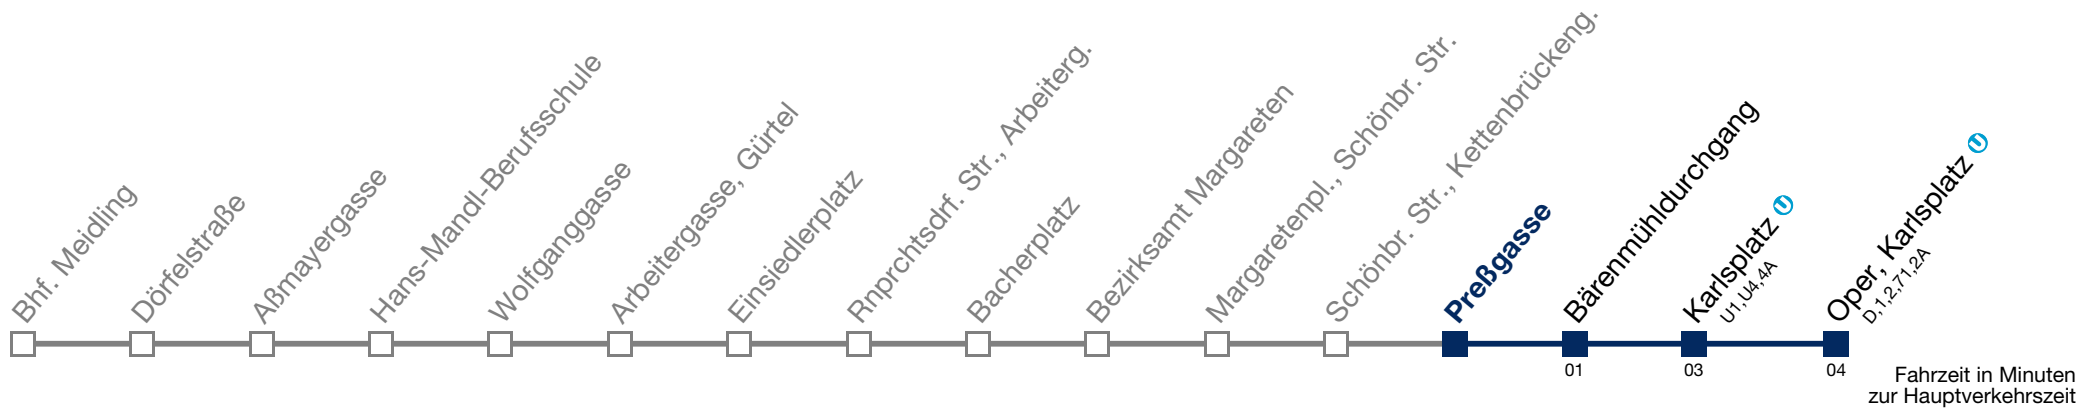 Bhf. Meidling
Dörfelstraße
Aßmayergasse
Hans-Mandl-Berufsschule
Wolfganggasse
Arbeitergasse, Gürtel
Einsiedlerplatz
Rnprchtsdrf. Str., Arbeiterg.
Bacherplatz
Bezirksamt Margareten
Margaretenpl., Schönbr. Str.
Schönbr. Str., Kettenbrückeng.
Preßgasse
Bärenmühldurchgang
Karlsplatz U
U1,U4,4A
Oper, Karlsplatz U
D,1,2,71,2A
01
03
04
Fahrzeit in Minuten
zur Hauptverkehrszeit